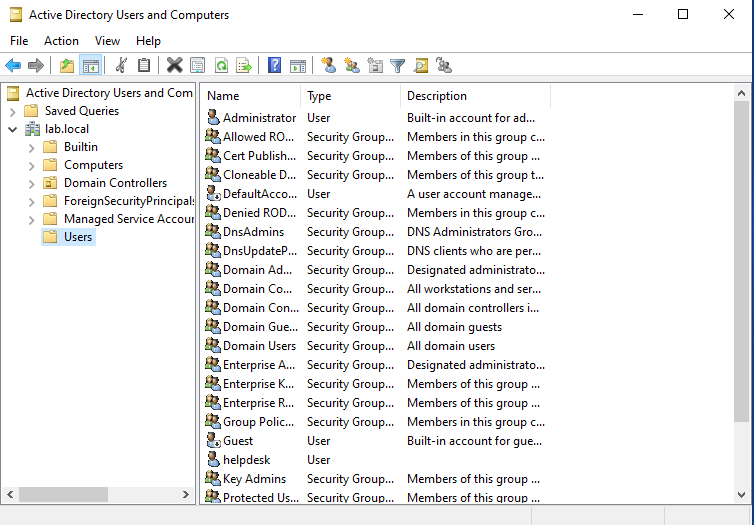 Active Directory Users and Computers
File Action View Help
Active Directory Users and Com
Saved Queries
lab.local
Builtin
Computers
Domain Controllers
ForeignSecurityPrincipals
Managed Service Accour
Users
Name Type Description
Administrator User Built-in account for ad...
Allowed RO... Security Group... Members in this group c...
Cert Publish... Security Group... Members of this group ...
Cloneable D... Security Group... Members of this group t...
DefaultAcco... User A user account manage...
Denied ROD... Security Group... Members in this group c...
DnsAdmins Security Group... DNS Administrators Gro...
DnsUpdateP... Security Group... DNS clients who are per...
Domain Ad... Security Group... Designated administrato...
Domain Co... Security Group... All workstations and ser...
Domain Con... Security Group... All domain controllers i...
Domain Gue... Security Group... All domain guests
Domain Users Security Group... All domain users
Enterprise A... Security Group... Designated administrato...
Enterprise K... Security Group... Members of this group ...
Enterprise R... Security Group... Members of this group ...
Group Polic... Security Group... Members in this group c...
Guest User Built-in account for gue...
helpdesk User
Key Admins Security Group... Members of this group ...
Protected Us... Security Group... Members of this group ...